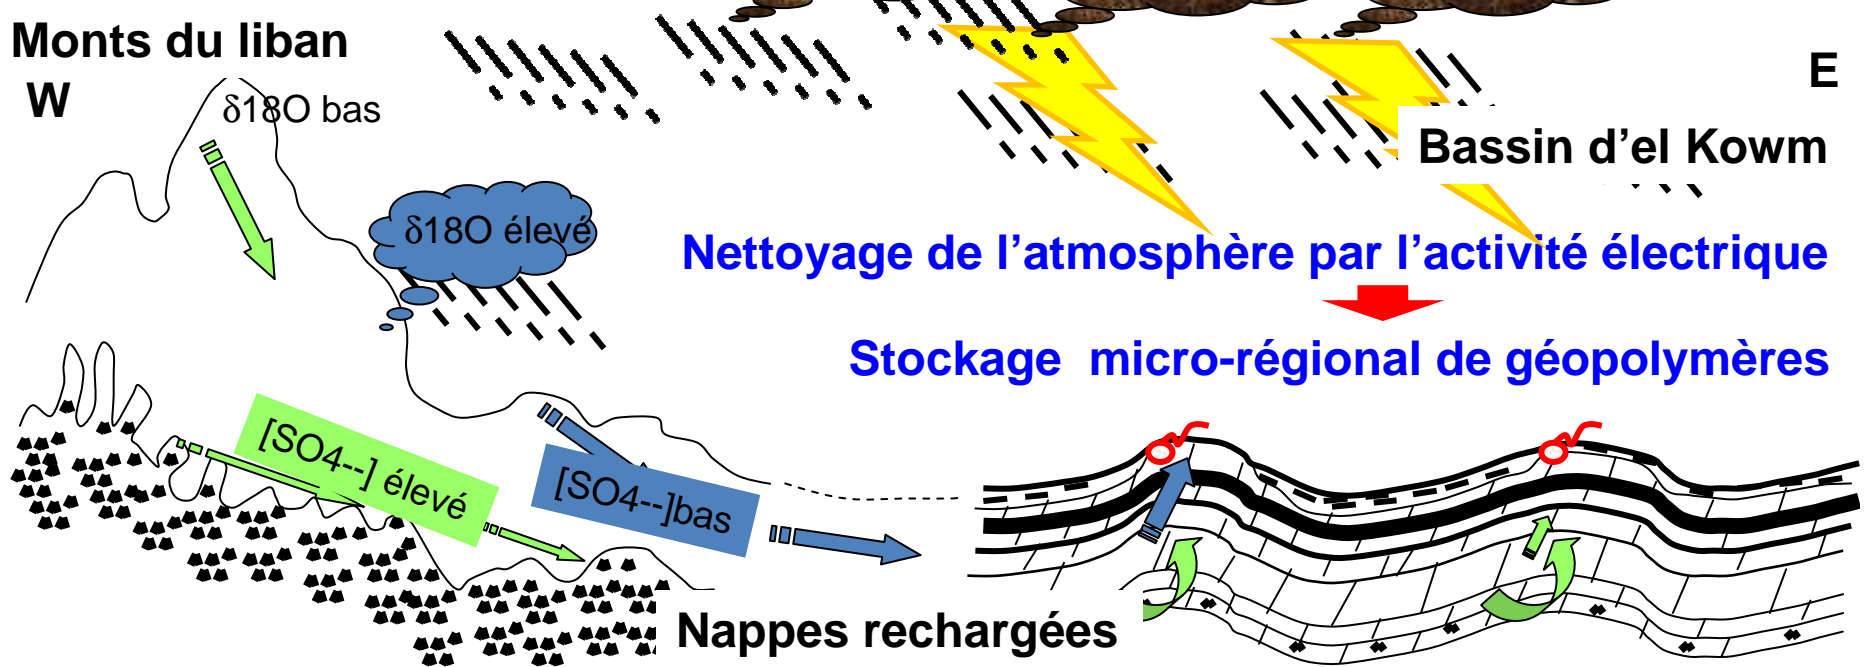 Monts du liban
W
E
δ18O bas
Bassin d'el Kowm
δ18O élevé
Nettoyage de l'atmosphère par l'activité électrique
Stockage micro-régional de géopolymères
[SO4--] élevé
[SO4--]bas
Nappes rechargées